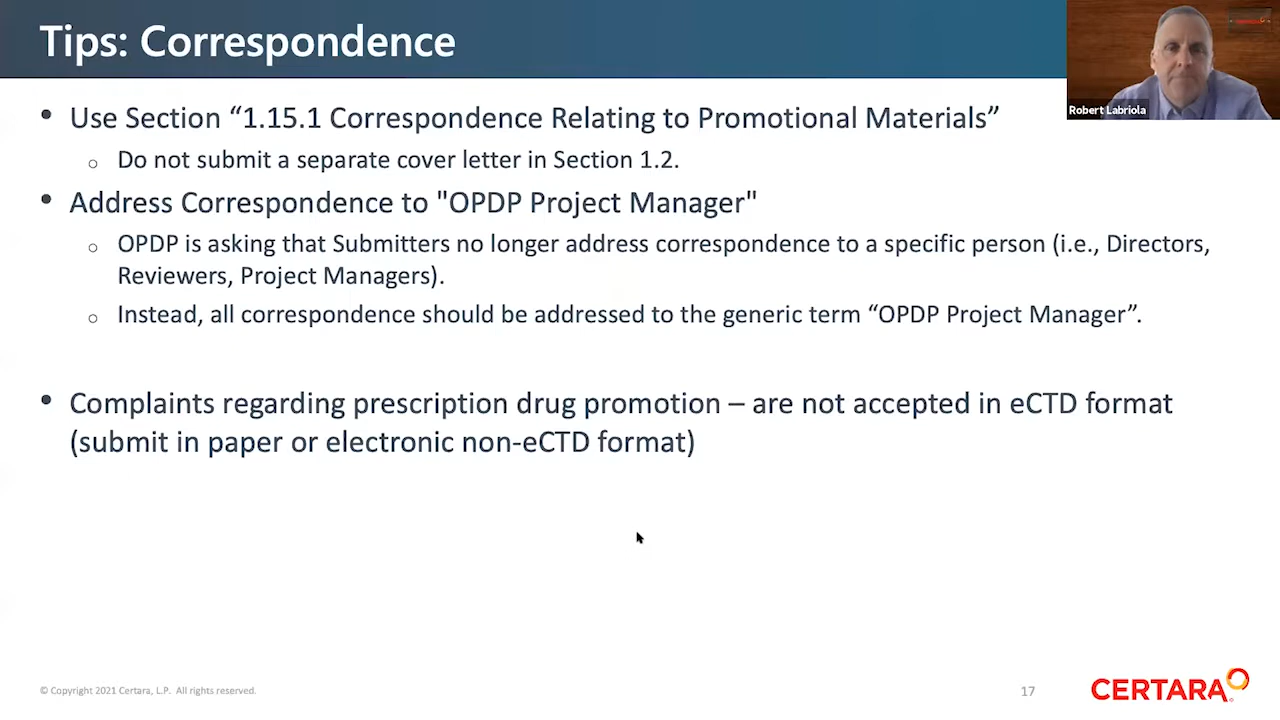 Tips: Correspondence
Robert Labriola
• Use Section “1.15.1 Correspondence Relating to Promotional Materials”
o Do not submit a separate cover letter in Section 1.2.
• Address Correspondence to "OPDP Project Manager"
o OPDP is asking that Submitters no longer address correspondence to a specific person (i.e., Directors,
Reviewers, Project Managers).
o Instead, all correspondence should be addressed to the generic term “OPDP Project Manager”.
• Complaints regarding prescription drug promotion – are not accepted in eCTD format
(submit in paper or electronic non-eCTD format)
© Copyright 2021 Certara, L.P. All rights reserved.
17
CERTARA